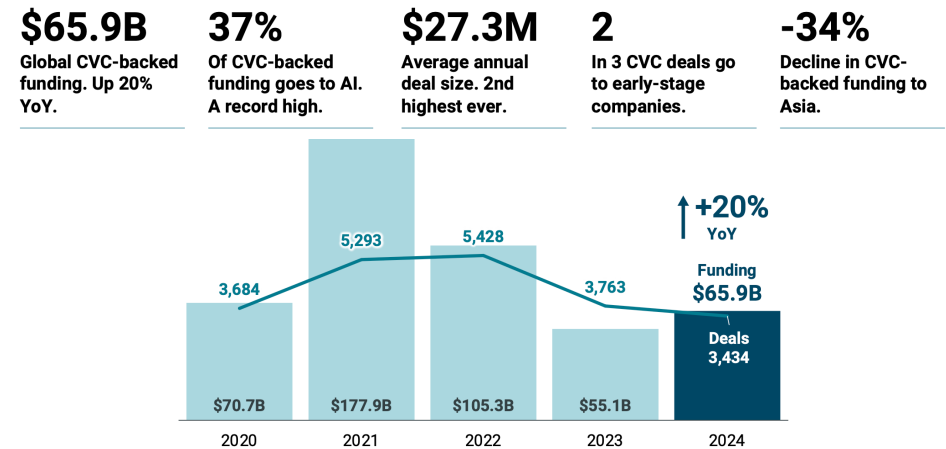 $65.9B
Global CVC-backed
funding. Up 20%
YoY.
37%
Of CVC-backed
funding goes to AI.
A record high.
$27.3M
Average annual
deal size. 2nd
highest ever.
2
In 3 CVC deals go
to early-stage
companies.
-34%
Decline in CVC-
backed funding to
Asia.
3,684
5,293
5,428
3,763
+20%
YoY
Funding
$65.9B
Deals
3,434
$70.7B
$177.9B
$105.3B
$55.1B
2020
2021
2022
2023
2024